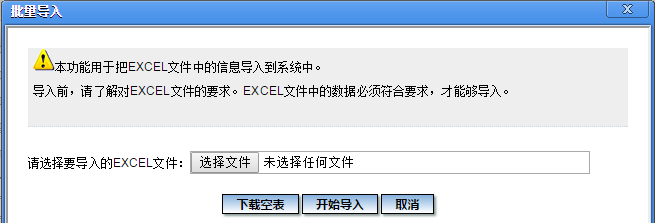 批量导入
本功能用于把EXCEL文件中的信息导入到系统中。
导入前，请了解对EXCEL文件的要求。EXCEL文件中的数据必须符合要求，才能够导入。
请选择要导入的EXCEL文件： 选择文件 未选择任何文件
下载空表 开始导入 取消